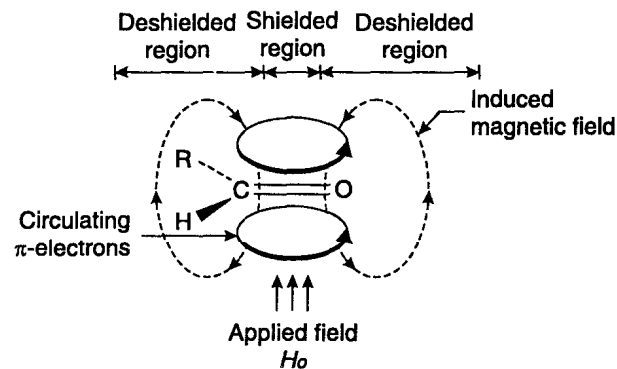 Deshielded Shielded Deshielded
region region region
Induced
magnetic field
R
C O
H
Circulating
π-electrons
Applied field
Ho